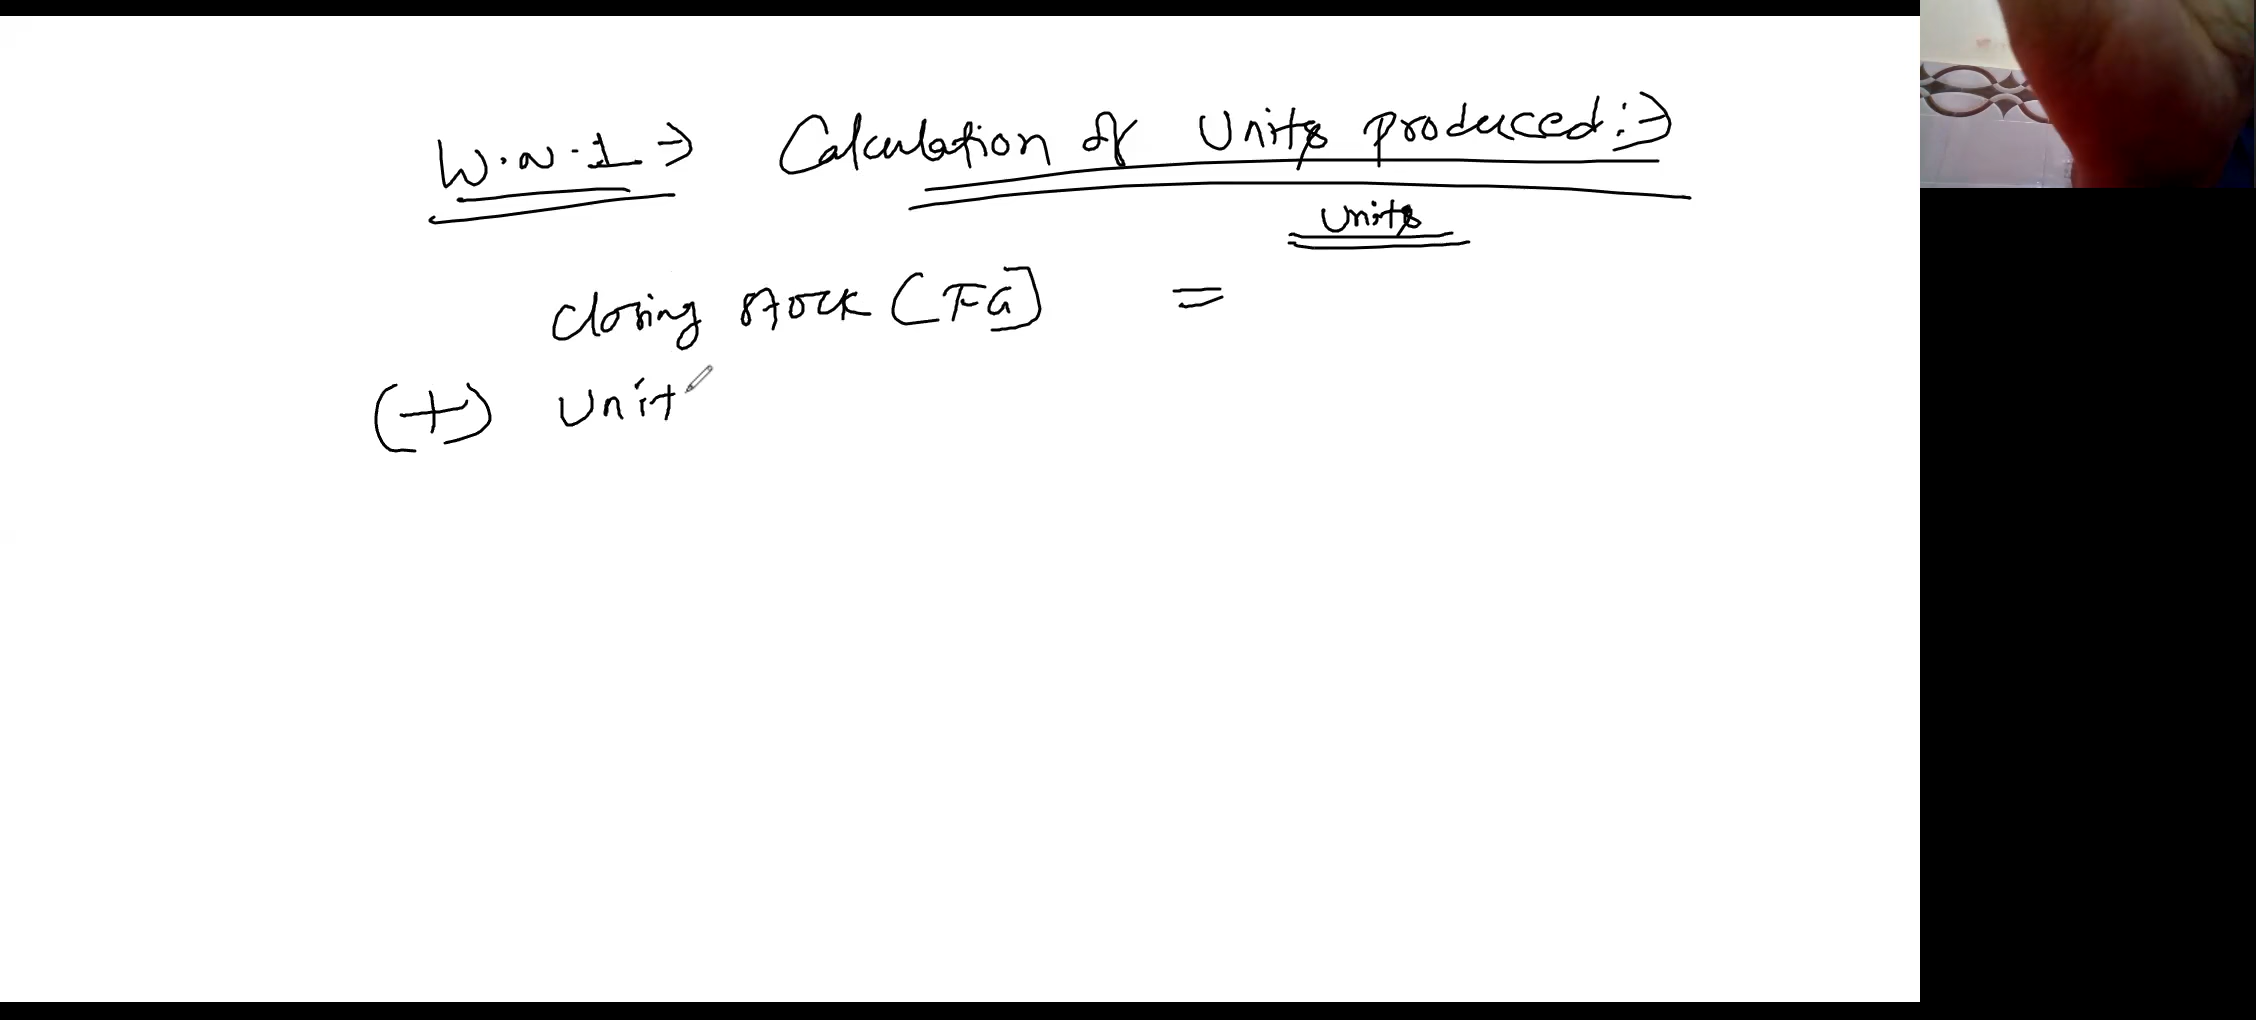 W.N.1 → Calculation of Units produced :→
Units
Closing stock (FG) =
(+) Unit